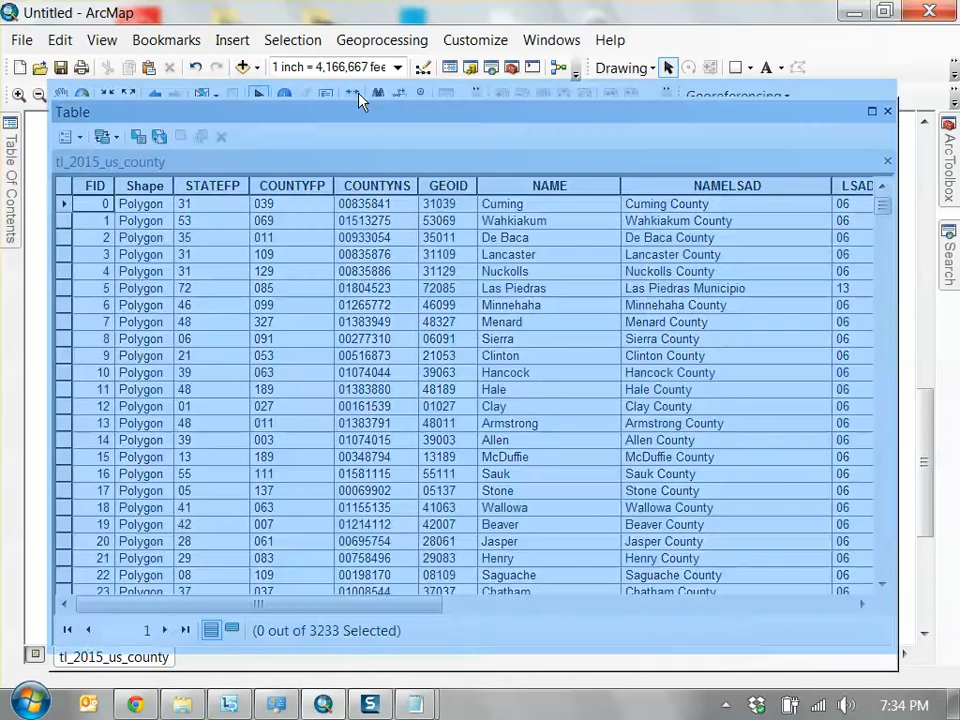 Untitled - ArcMap
File Edit View Bookmarks Insert Selection Geoprocessing Customize Windows Help
1 inch = 4,166,667 fee Drawing
Georeferencing
Table
tl_2015_us_county
FID Shape STATEFP COUNTYFP COUNTYNS GEOID NAME NAMELSAD LSAD
0 Polygon 31 039 00835841 31039 Cuming Cuming County 06
1 Polygon 53 069 01513275 53069 Wahkiakum Wahkiakum County 06
2 Polygon 35 011 00933054 35011 De Baca De Baca County 06
3 Polygon 31 109 00835876 31109 Lancaster Lancaster County 06
4 Polygon 31 129 00835886 31129 Nuckolls Nuckolls County 06
5 Polygon 72 085 01804523 72085 Las Piedras Las Piedras Municipio 13
6 Polygon 46 099 01265772 46099 Minnehaha Minnehaha County 06
7 Polygon 48 327 01383949 48327 Menard Menard County 06
8 Polygon 06 091 00277310 06091 Sierra Sierra County 06
9 Polygon 21 053 00516873 21053 Clinton Clinton County 06
10 Polygon 39 063 01074044 39063 Hancock Hancock County 06
11 Polygon 48 189 01383880 48189 Hale Hale County 06
12 Polygon 01 027 00161539 01027 Clay Clay County 06
13 Polygon 48 011 01383791 48011 Armstrong Armstrong County 06
14 Polygon 39 003 01074015 39003 Allen Allen County 06
15 Polygon 13 189 00348794 13189 McDuffie McDuffie County 06
16 Polygon 55 111 01581115 55111 Sauk Sauk County 06
17 Polygon 05 137 00069902 05137 Stone Stone County 06
18 Polygon 41 063 01155135 41063 Wallowa Wallowa County 06
19 Polygon 42 007 01214112 42007 Beaver Beaver County 06
20 Polygon 28 061 00695754 28061 Jasper Jasper County 06
21 Polygon 29 083 00758496 29083 Henry Henry County 06
22 Polygon 08 109 00198170 08109 Saguache Saguache County 06
23 Polygon 37 037 01008544 37037 Chatham Chatham County 06
1 (0 out of 3233 Selected)
tl_2015_us_county
Table Of Contents
ArcToolbox
Search
7:34 PM